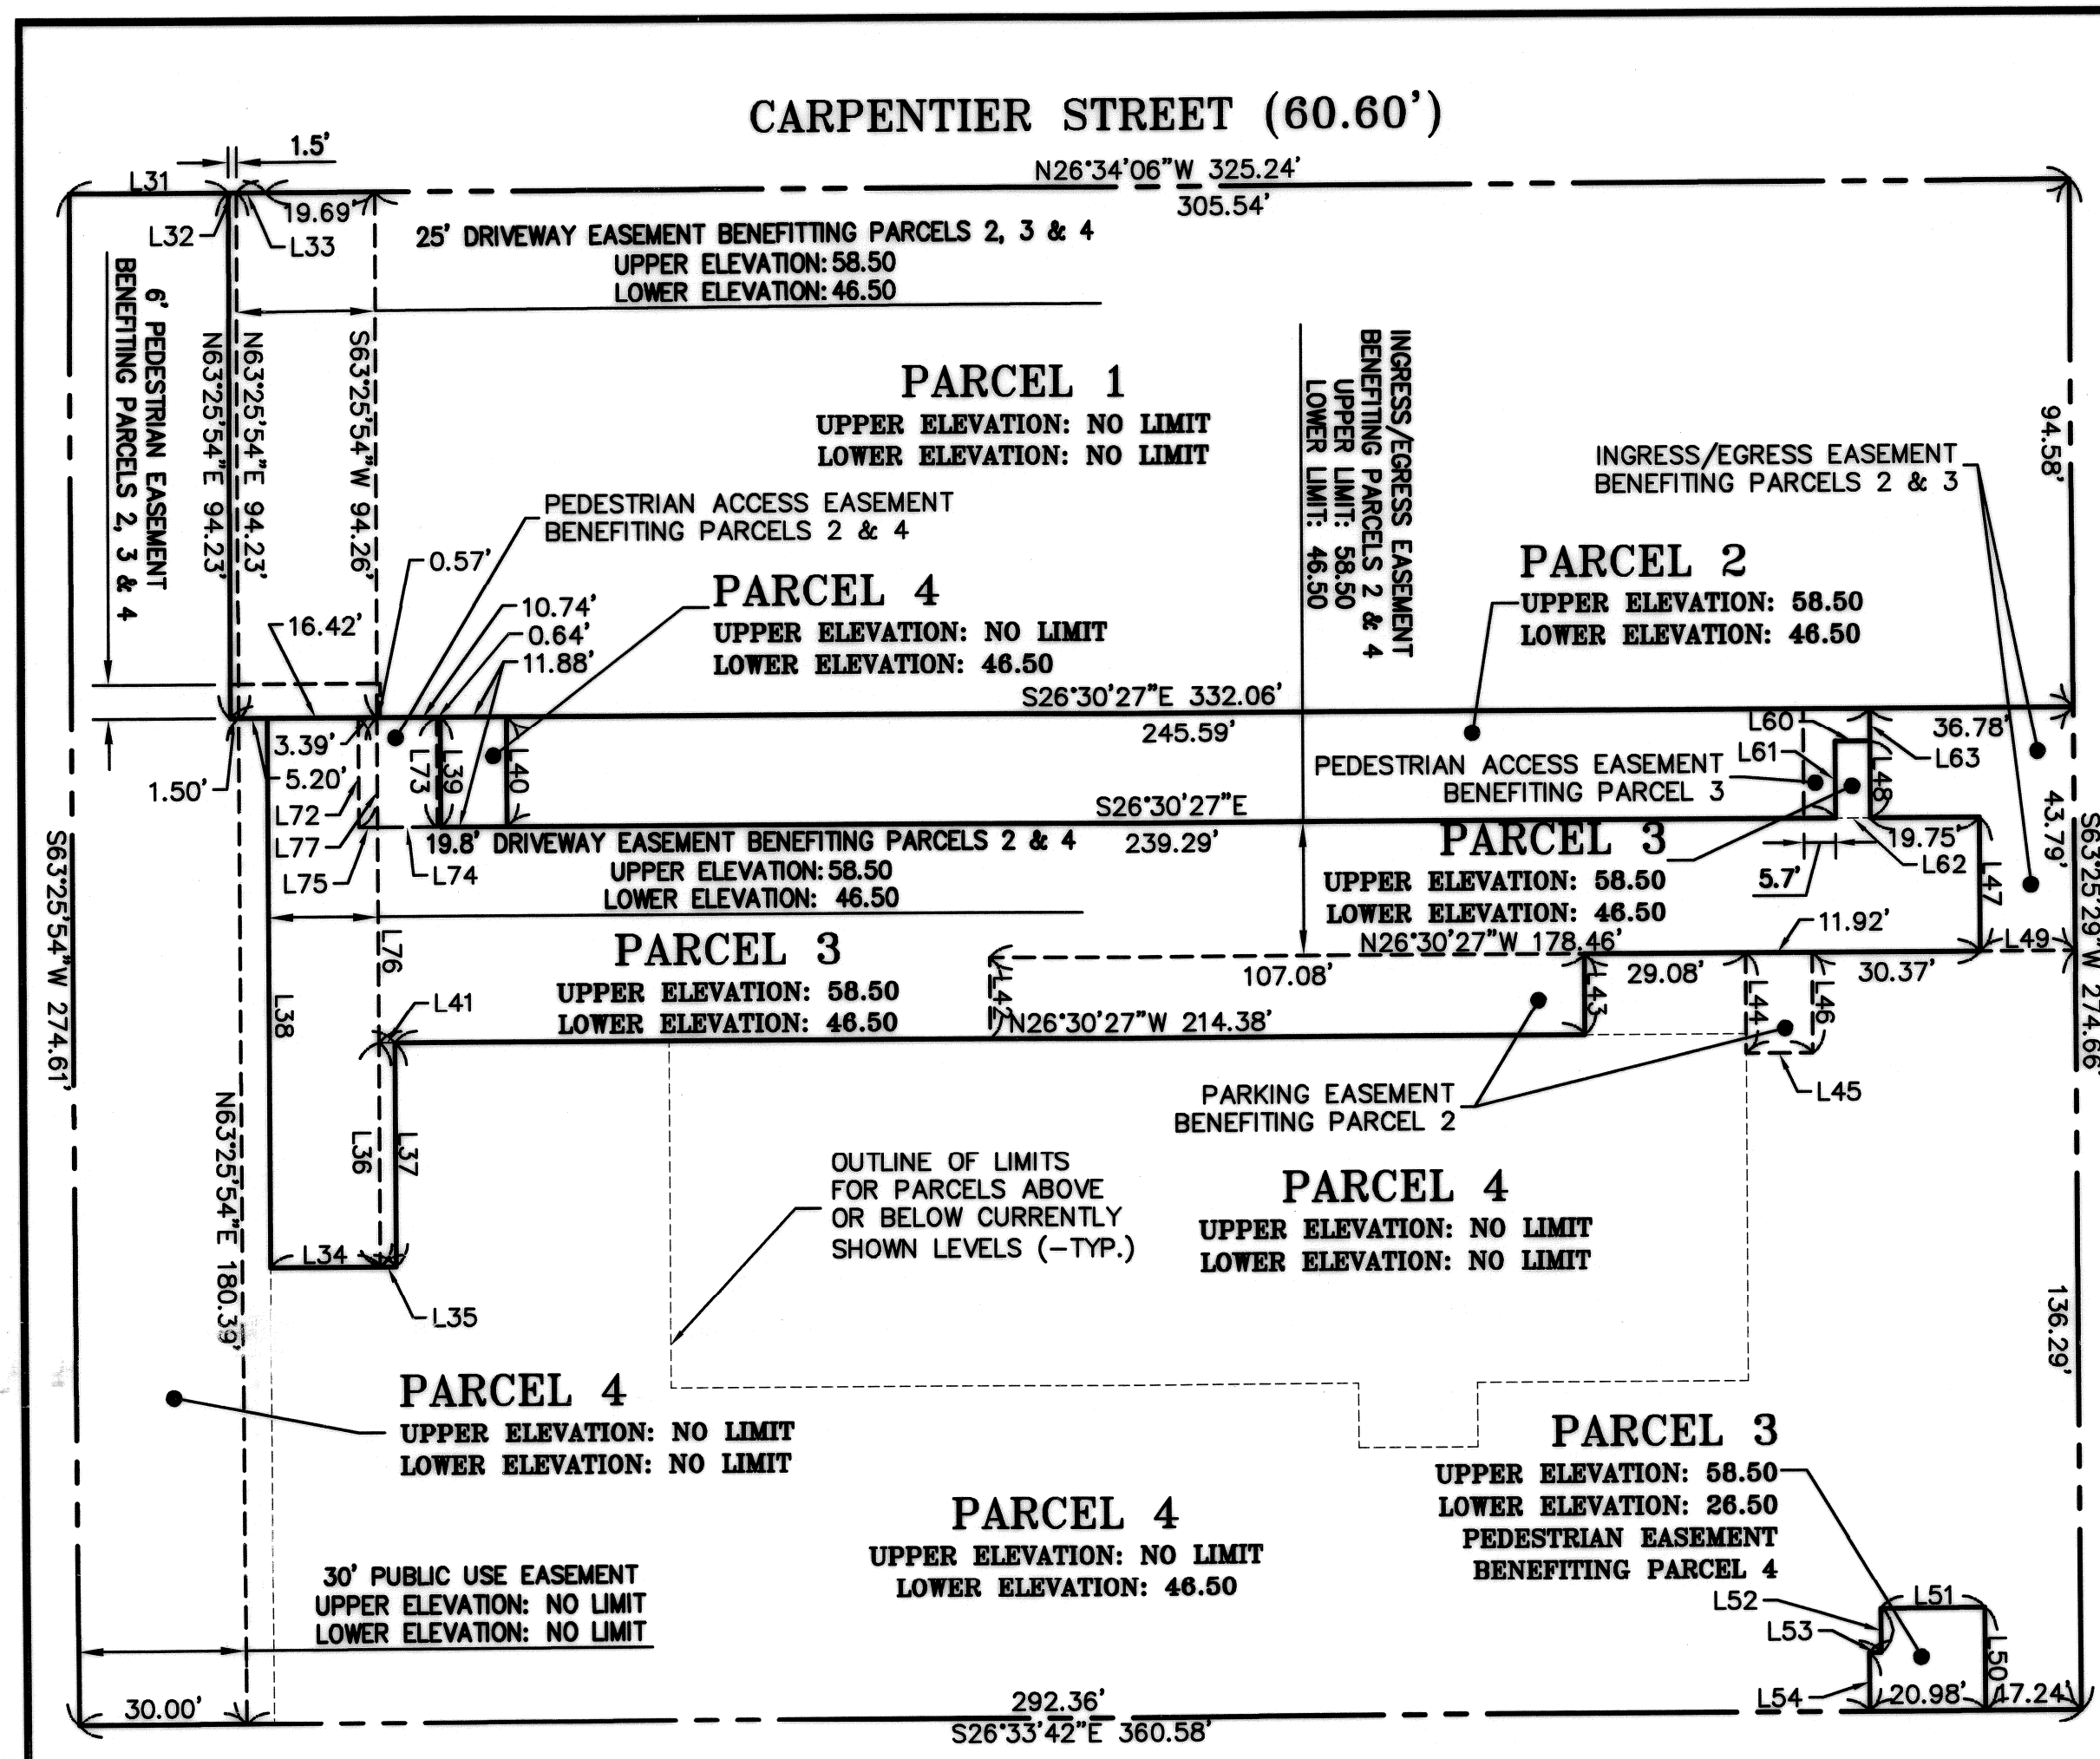 CARPENTIER STREET (60.60')
N26°34'06"W 325.24'
305.54'
1.5'
L31
19.69'
L32
L33
25' DRIVEWAY EASEMENT BENEFITTING PARCELS 2, 3 & 4
UPPER ELEVATION: 58.50
LOWER ELEVATION: 46.50
6' PEDESTRIAN EASEMENT
BENEFITING PARCELS 2, 3 & 4
N63°25'54"E 94.23'
N63°25'54"E 94.23'
S63°25'54"W 94.26'
PARCEL 1
UPPER ELEVATION: NO LIMIT
LOWER ELEVATION: NO LIMIT
INGRESS/EGRESS EASEMENT
BENEFITING PARCELS 2 & 4
UPPER LIMIT: 58.50
LOWER LIMIT: 46.50
INGRESS/EGRESS EASEMENT
BENEFITING PARCELS 2 & 3
94.58'
PEDESTRIAN ACCESS EASEMENT
BENEFITING PARCELS 2 & 4
0.57'
PARCEL 4
UPPER ELEVATION: NO LIMIT
LOWER ELEVATION: 46.50
PARCEL 2
UPPER ELEVATION: 58.50
LOWER ELEVATION: 46.50
10.74'
0.64'
11.88'
16.42'
S26°30'27"E 332.06'
245.59'
L60
36.78'
L61
L63
3.39'
5.20'
1.50'
L72
L73
L39
L40
PEDESTRIAN ACCESS EASEMENT
BENEFITING PARCEL 3
L48
43.79'
S26°30'27"E
239.29'
L77
L75
L74
19.8' DRIVEWAY EASEMENT BENEFITING PARCELS 2 & 4
UPPER ELEVATION: 58.50
LOWER ELEVATION: 46.50
PARCEL 3
UPPER ELEVATION: 58.50
LOWER ELEVATION: 46.50
19.75'
L62
5.7'
L47
S63°25'54"W 274.61'
S63°25'29"W 274.66'
11.92'
L49
L76
PARCEL 3
UPPER ELEVATION: 58.50
LOWER ELEVATION: 46.50
N26°30'27"W 178.46'
107.08'
29.08'
30.37'
L38
L41
L42
L43
L44
L46
N26°30'27"W 214.38'
L45
PARKING EASEMENT
BENEFITING PARCEL 2
L36
L37
N63°25'54"E 180.39'
OUTLINE OF LIMITS
FOR PARCELS ABOVE
OR BELOW CURRENTLY
SHOWN LEVELS (-TYP.)
PARCEL 4
UPPER ELEVATION: NO LIMIT
LOWER ELEVATION: NO LIMIT
L34
L35
136.29'
PARCEL 4
UPPER ELEVATION: NO LIMIT
LOWER ELEVATION: NO LIMIT
PARCEL 3
UPPER ELEVATION: 58.50
LOWER ELEVATION: 26.50
PEDESTRIAN EASEMENT
BENEFITING PARCEL 4
PARCEL 4
UPPER ELEVATION: NO LIMIT
LOWER ELEVATION: 46.50
30' PUBLIC USE EASEMENT
UPPER ELEVATION: NO LIMIT
LOWER ELEVATION: NO LIMIT
L52
L51
L53
L50
L54
20.98'
17.24'
30.00'
292.36'
S26°33'42"E 360.58'